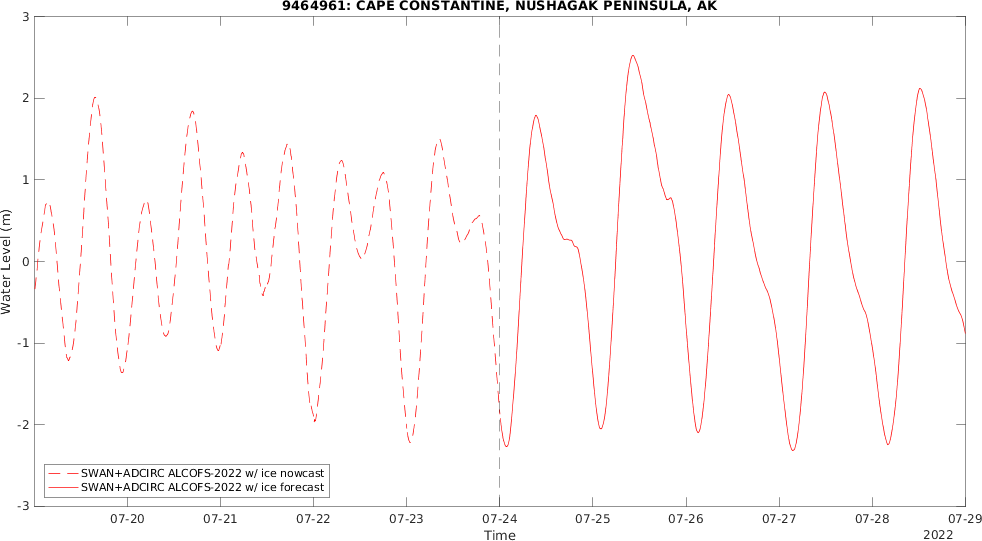 9464961: CAPE CONSTANTINE, NUSHAGAK PENINSULA, AK
3
2
1
0
-1
-2
-3
Water Level (m)
SWAN+ADCIRC ALCOFS-2022 w/ ice nowcast
SWAN+ADCIRC ALCOFS-2022 w/ ice forecast
07-20 07-21 07-22 07-23 07-24 07-25 07-26 07-27 07-28 07-29
Time
2022